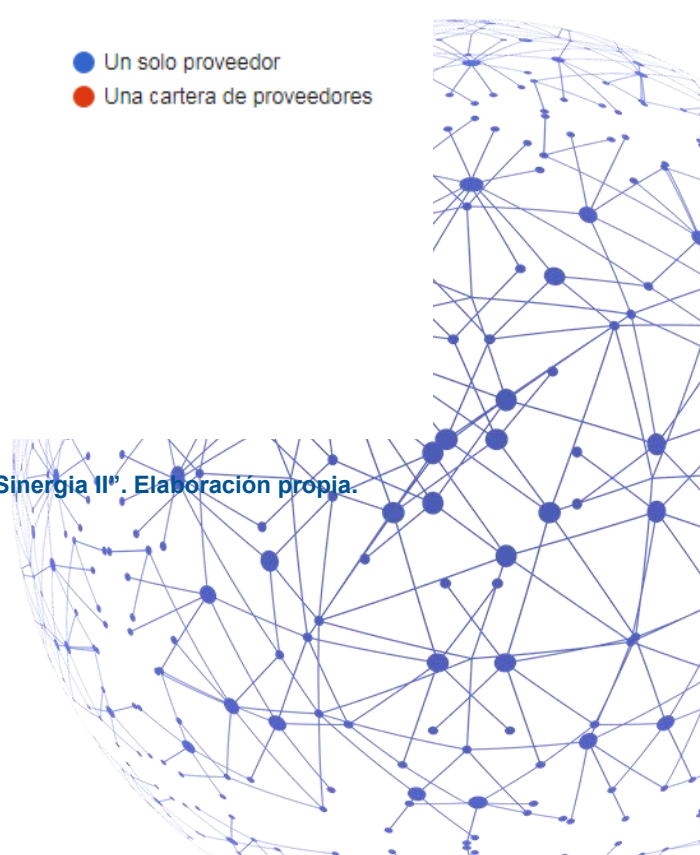 Un solo proveedor
Una cartera de proveedores
Sinergia II”. Elaboración propia.